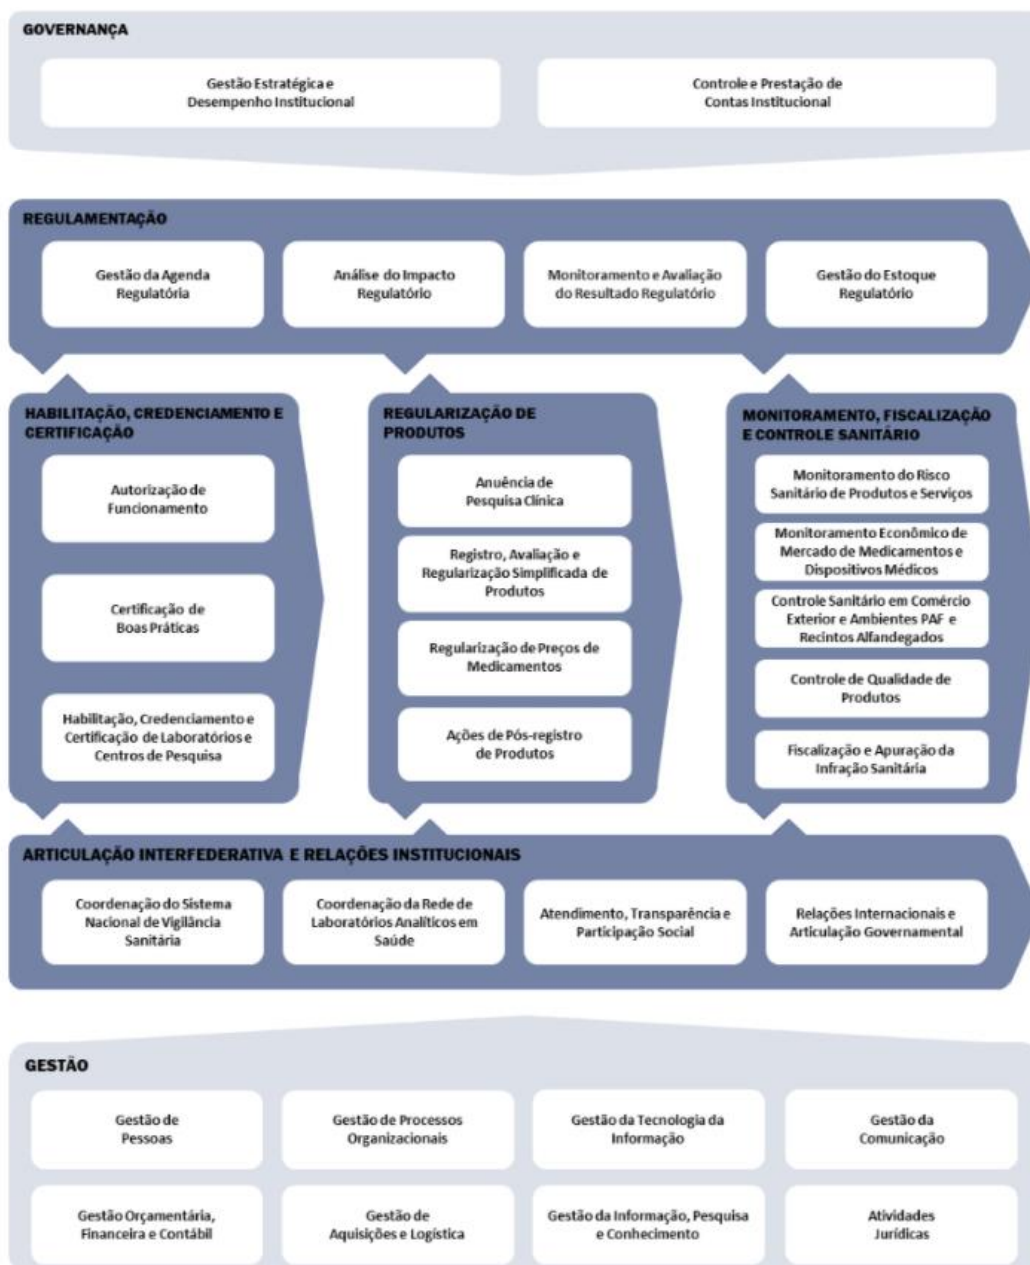 GOVERNANÇA
Gestão Estratégica e
Desempenho Institucional
Controle e Prestação de
Contas Institucional
REGULAMENTAÇÃO
Gestão da Agenda
Regulatória
Análise do Impacto
Regulatório
Monitoramento e Avaliação
do Resultado Regulatório
Gestão do Estoque
Regulatório
HABILITAÇÃO, CREDENCIAMENTO E
CERTIFICAÇÃO
Autorização de
Funcionamento
Certificação de
Boas Práticas
Habilitação, Credenciamento e
Certificação de Laboratórios e
Centros de Pesquisa
REGULARIZAÇÃO DE
PRODUTOS
Anuência de
Pesquisa Clínica
Registro, Avaliação e
Regularização Simplificada de
Produtos
Regularização de Preços de
Medicamentos
Ações de Pós-registro
de Produtos
MONITORAMENTO, FISCALIZAÇÃO
E CONTROLE SANITÁRIO
Monitoramento do Risco
Sanitário de Produtos e Serviços
Monitoramento Econômico de
Mercado de Medicamentos e
Dispositivos Médicos
Controle Sanitário em Comércio
Exterior e Ambientes PAF e
Recintos Alfandegados
Controle de Qualidade de
Produtos
Fiscalização e Apuração da
Infração Sanitária
ARTICULAÇÃO INTERFEDERATIVA E RELAÇÕES INSTITUCIONAIS
Coordenação do Sistema
Nacional de Vigilância
Sanitária
Coordenação da Rede de
Laboratórios Analíticos em
Saúde
Atendimento, Transparência e
Participação Social
Relações Internacionais e
Articulação Governamental
GESTÃO
Gestão de
Pessoas
Gestão de Processos
Organizacionais
Gestão da Tecnologia da
Informação
Gestão da
Comunicação
Gestão Orçamentária,
Financeira e Contábil
Gestão de
Aquisições e Logística
Gestão da Informação, Pesquisa
e Conhecimento
Atividades
Jurídicas